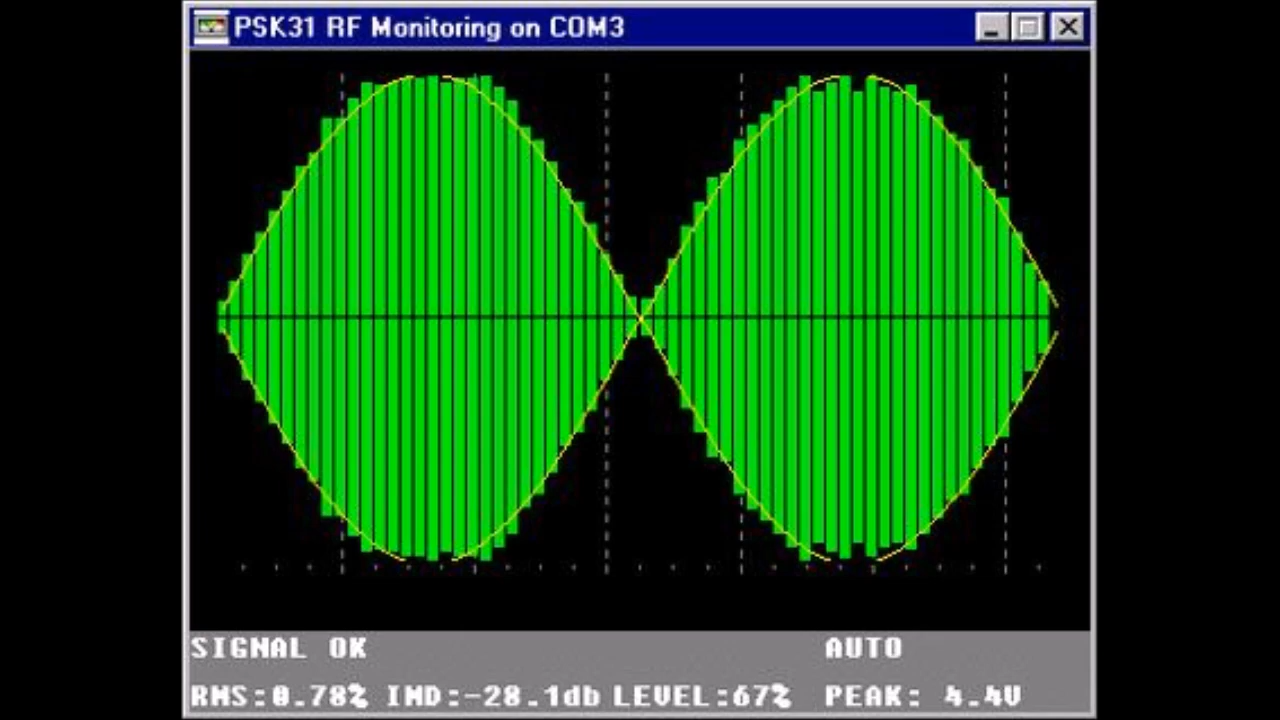 PSK31 RF Monitoring on COM3
SIGNAL OK AUTO
RMS:0.78% IMD:-28.1db LEVEL:67% PEAK: 4.4V